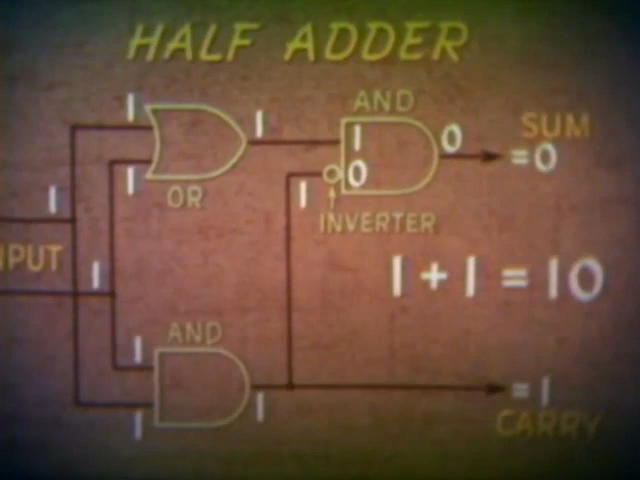 HALF ADDER
1
1
AND
SUM
1
0
=0
1
0
1
OR
1
INVERTER
1
NPUT
1
1 + 1 = 10
AND
1
= 1
1
1
CARRY